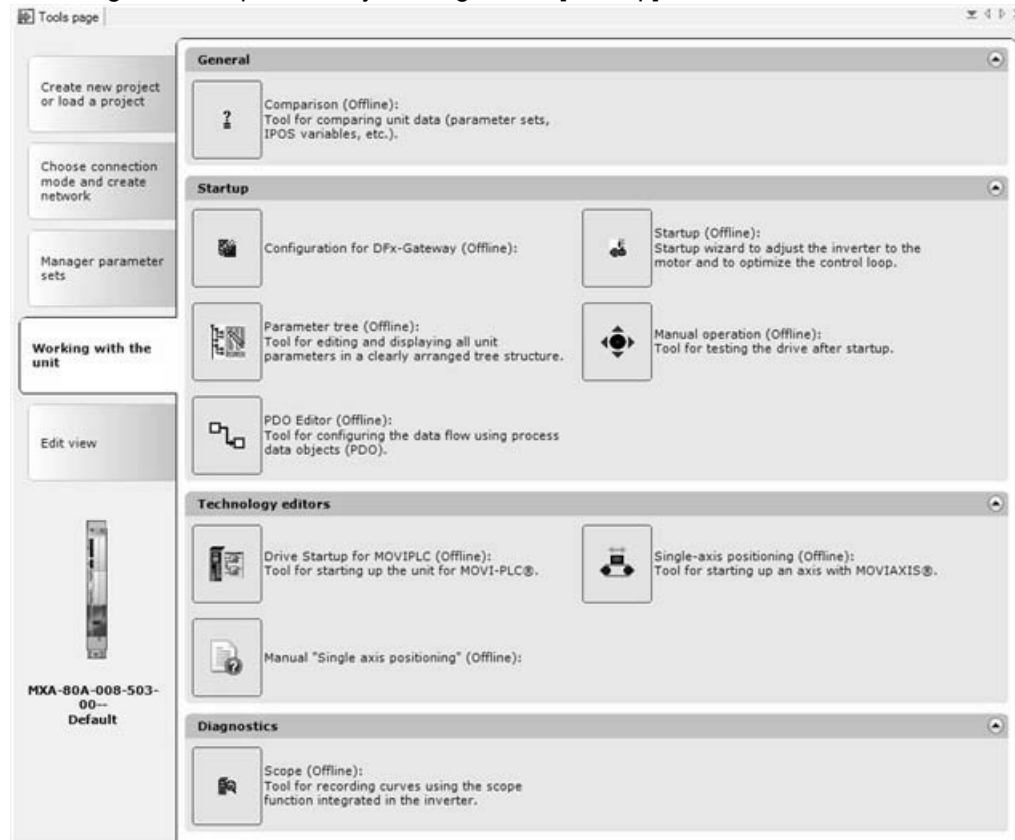 Tools page
Create new project
or load a project
Choose connection
mode and create
network
Manager parameter
sets
Working with the
unit
Edit view
MXA-80A-008-503-
00--
Default
General
Comparison (Offline):
Tool for comparing unit data (parameter sets,
IPOS variables, etc.).
Startup
Configuration for DFx-Gateway (Offline):
Startup (Offline):
Startup wizard to adjust the inverter to the
motor and to optimize the control loop.
Parameter tree (Offline):
Tool for editing and displaying all unit
parameters in a clearly arranged tree structure.
Manual operation (Offline):
Tool for testing the drive after startup.
PDO Editor (Offline):
Tool for configuring the data flow using process
data objects (PDO).
Technology editors
Drive Startup for MOVIPLC (Offline):
Tool for starting up the unit for MOVI-PLC®.
Single-axis positioning (Offline):
Tool for starting up an axis with MOVIAXIS®.
Manual "Single axis positioning" (Offline):
Diagnostics
Scope (Offline):
Tool for recording curves using the scope
function integrated in the inverter.